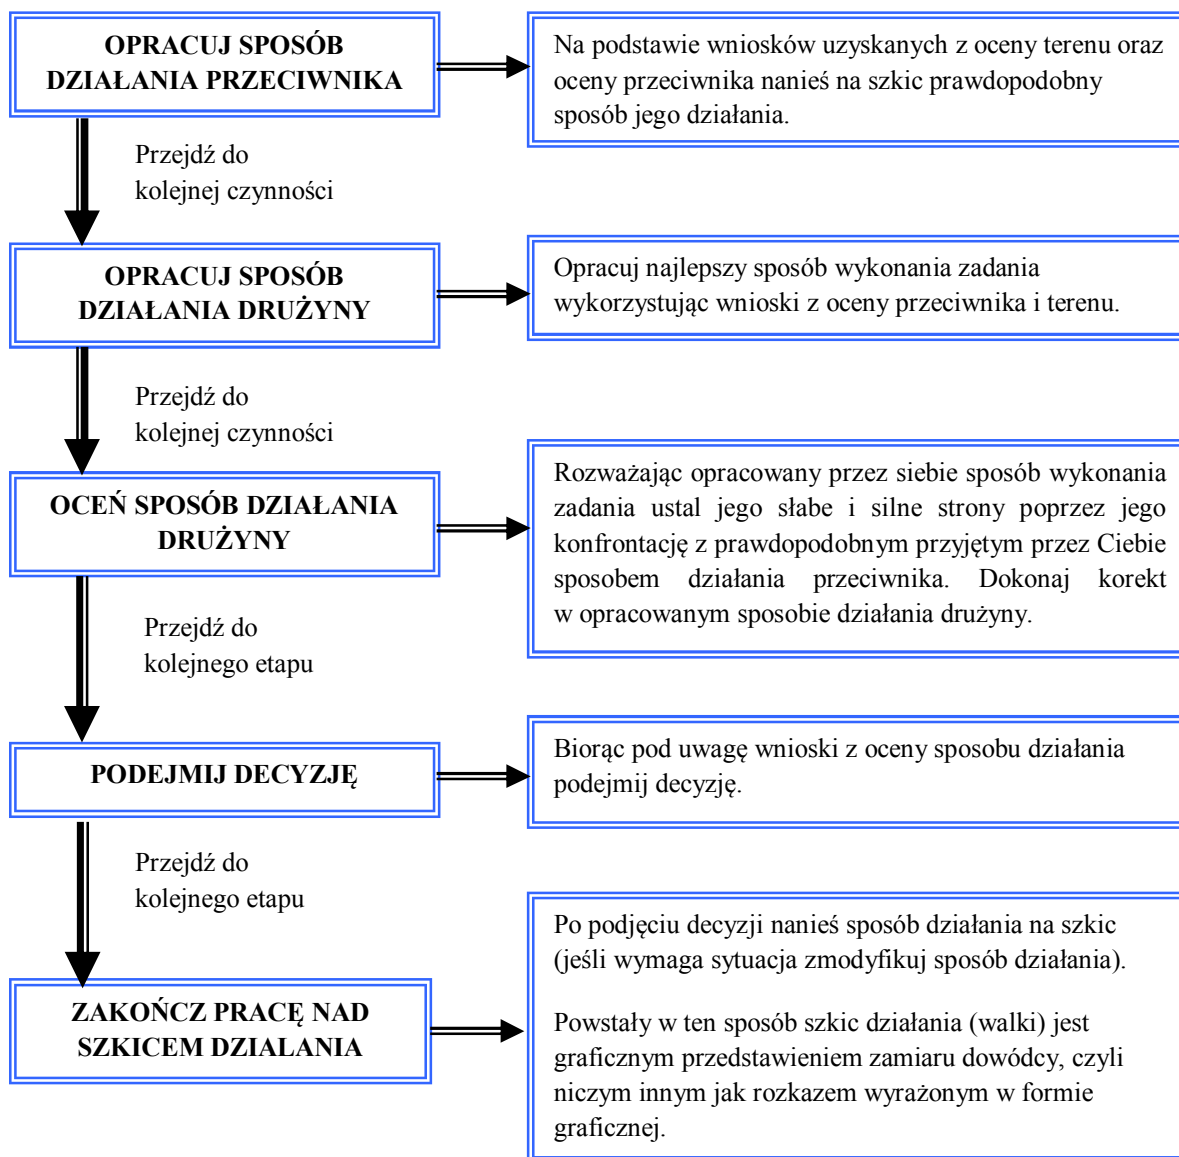 OPRACUJ SPOSÓB
DZIAŁANIA PRZECIWNIKA
Na podstawie wniosków uzyskanych z oceny terenu oraz
oceny przeciwnika nanieś na szkic prawdopodobny
sposób jego działania.
Przejdź do
kolejnej czynności
OPRACUJ SPOSÓB
DZIAŁANIA DRUŻYNY
Opracuj najlepszy sposób wykonania zadania
wykorzystując wnioski z oceny przeciwnika i terenu.
Przejdź do
kolejnej czynności
OCEŃ SPOSÓB DZIAŁANIA
DRUŻYNY
Rozważając opracowany przez siebie sposób wykonania
zadania ustal jego słabe i silne strony poprzez jego
konfrontację z prawdopodobnym przyjętym przez Ciebie
sposobem działania przeciwnika. Dokonaj korekt
w opracowanym sposobie działania drużyny.
Przejdź do
kolejnego etapu
PODEJMIJ DECYZJĘ
Biorąc pod uwagę wnioski z oceny sposobu działania
podejmij decyzję.
Przejdź do
kolejnego etapu
ZAKOŃCZ PRACĘ NAD
SZKICEM DZIALANIA
Po podjęciu decyzji nanieś sposób działania na szkic
(jeśli wymaga sytuacja zmodyfikuj sposób działania).
Powstały w ten sposób szkic działania (walki) jest
graficznym przedstawieniem zamiaru dowódcy, czyli
niczym innym jak rozkazem wyrażonym w formie
graficznej.